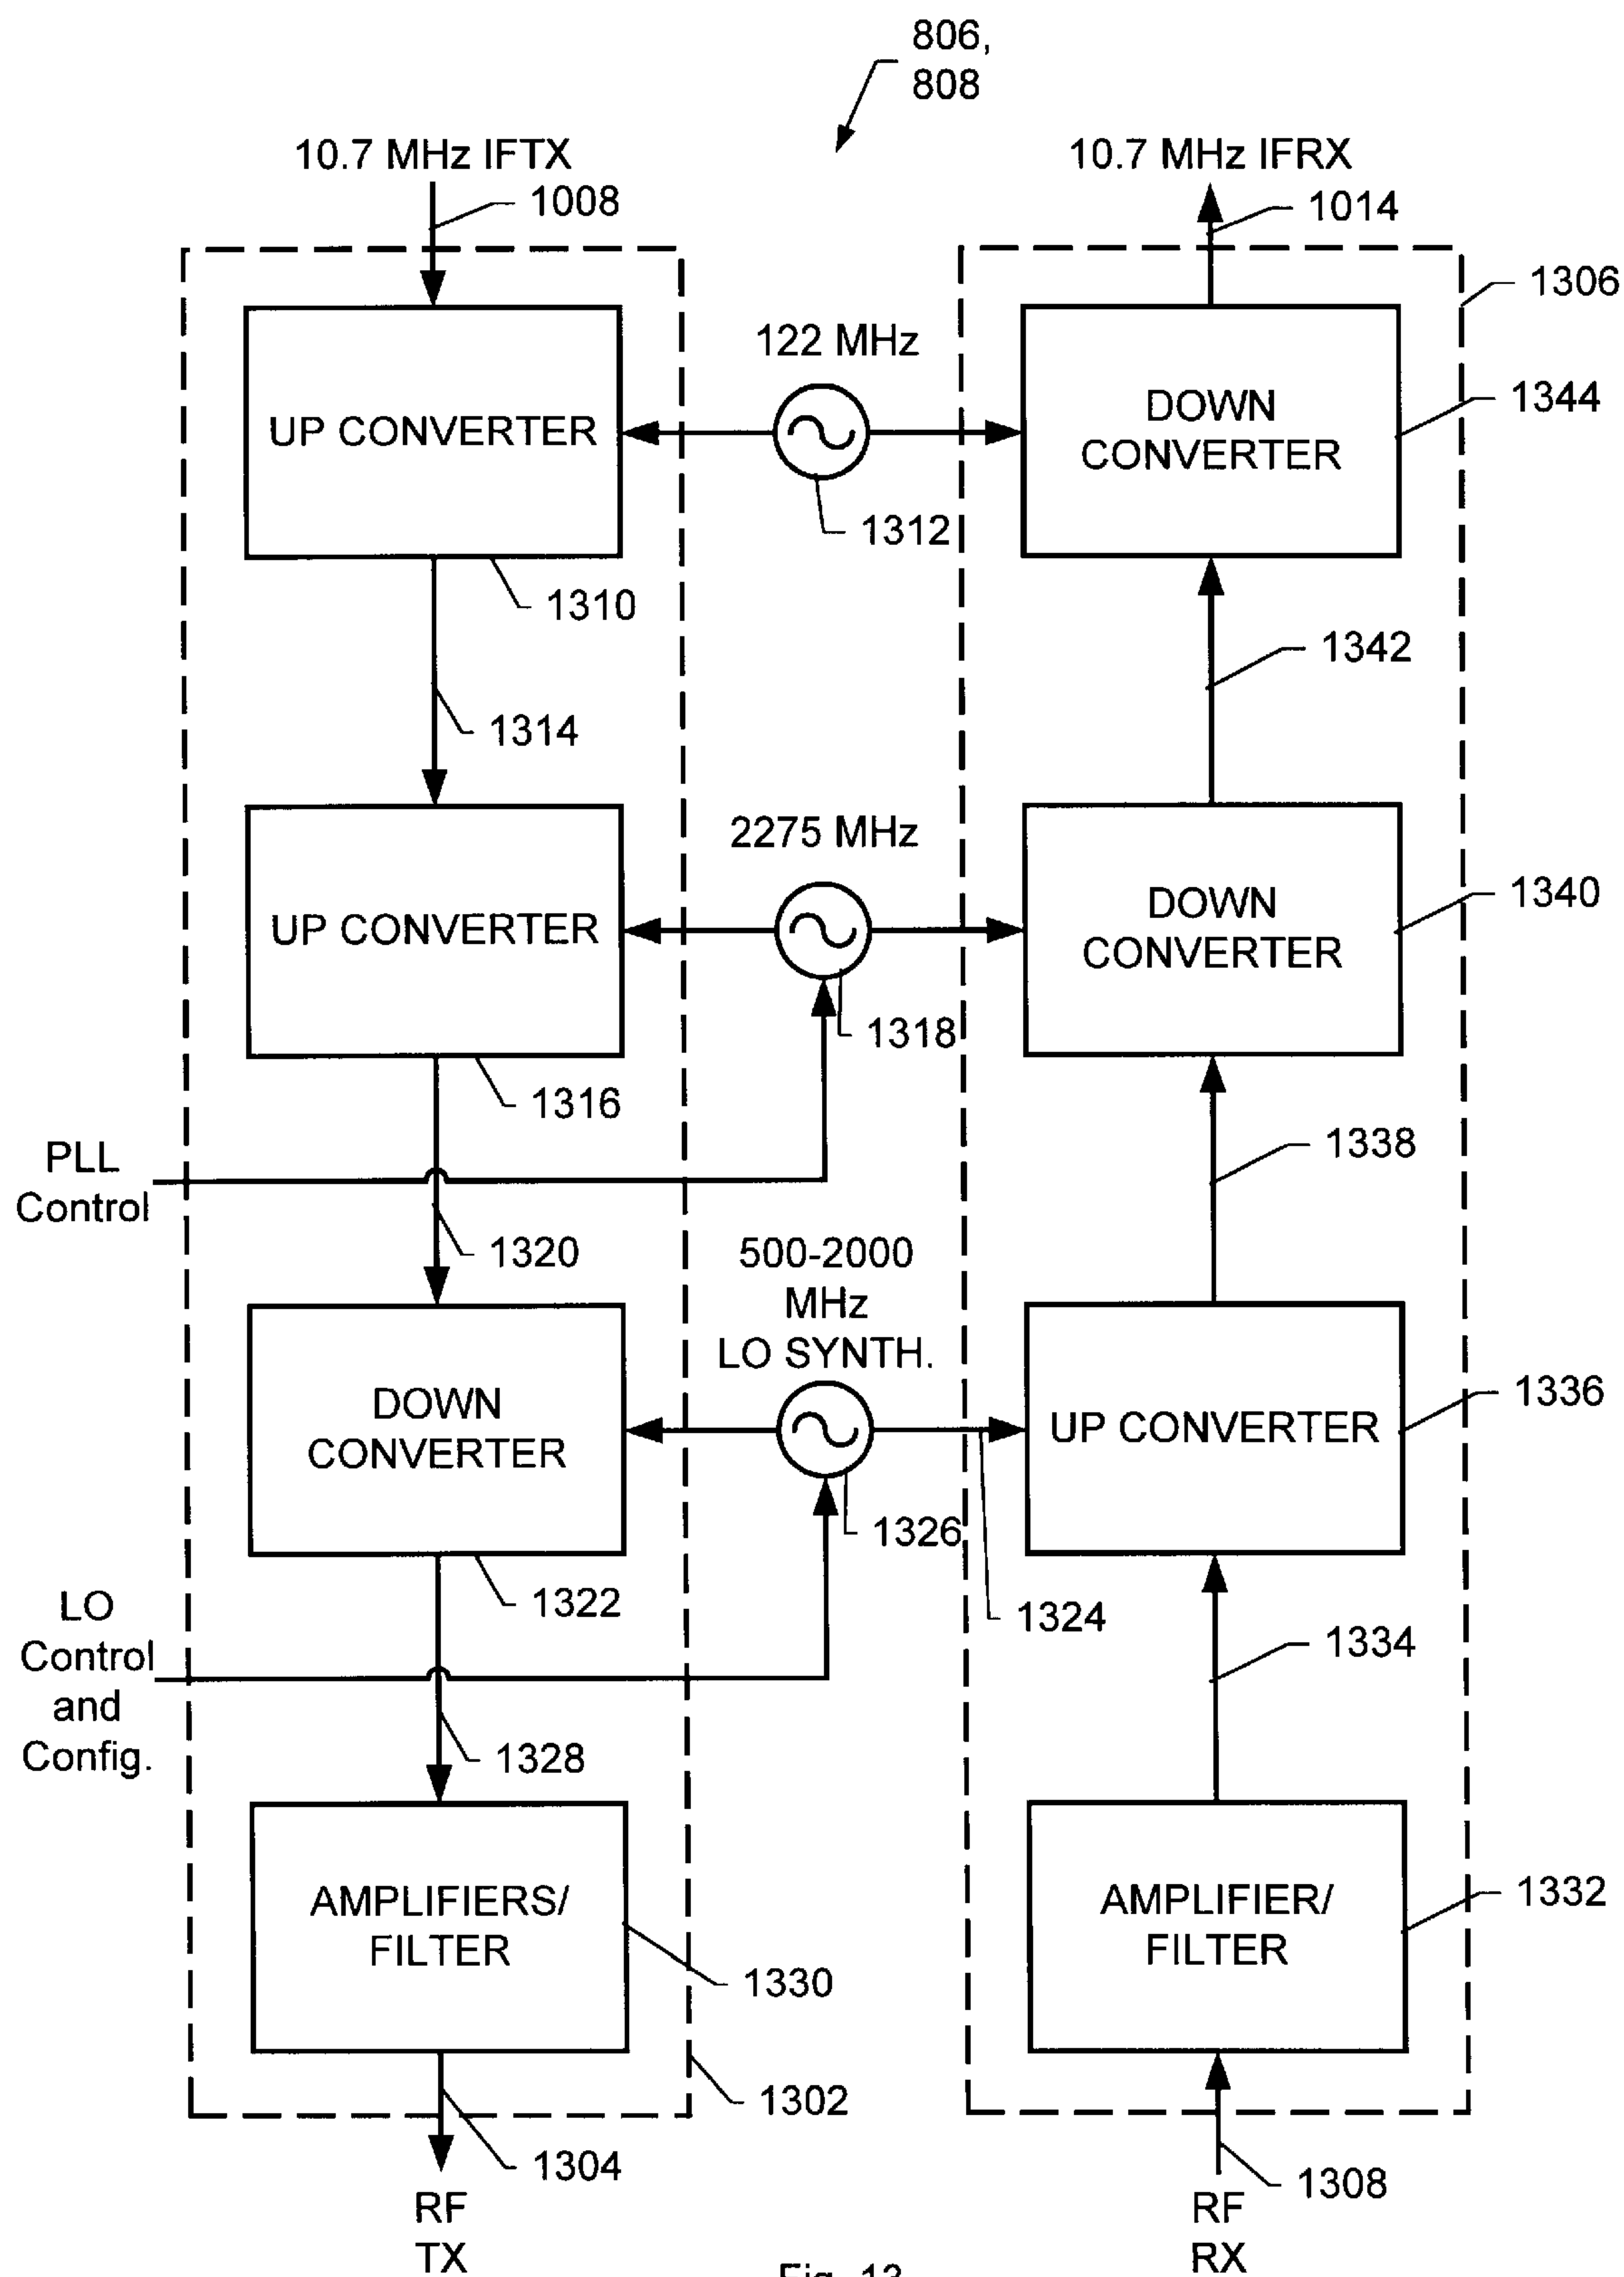 806,
808
10.7 MHz IFTX
10.7 MHz IFRX
1008
1014
1306
122 MHz
UP CONVERTER
DOWN
CONVERTER
1344
1312
1310
1342
1314
2275 MHz
UP CONVERTER
DOWN
CONVERTER
1340
1318
1316
PLL
Control
1338
1320
500-2000
MHz
LO SYNTH.
DOWN
CONVERTER
UP CONVERTER
1336
1326
1322
1324
LO
Control
and
Config.
1334
1328
AMPLIFIERS/
FILTER
AMPLIFIER/
FILTER
1332
1330
1302
1304
1308
RF
TX
RF
RX
Fig. 13